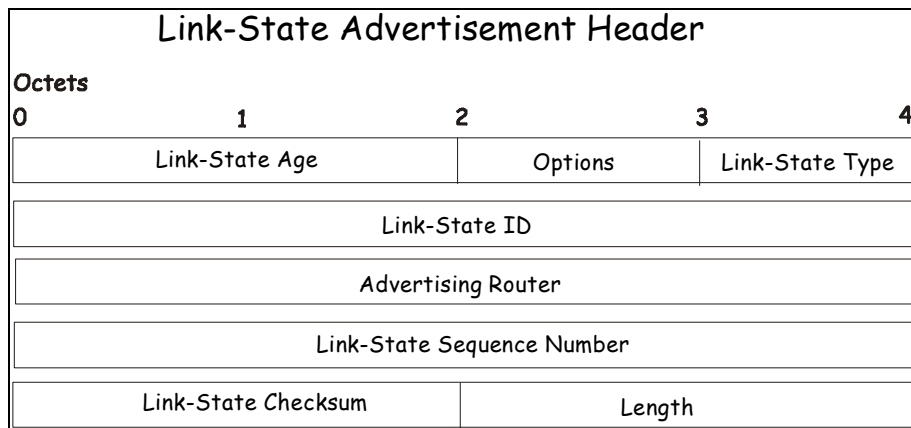 Link-State Advertisement Header
Octets
0 1 2 3 4
Link-State Age Options Link-State Type
Link-State ID
Advertising Router
Link-State Sequence Number
Link-State Checksum Length